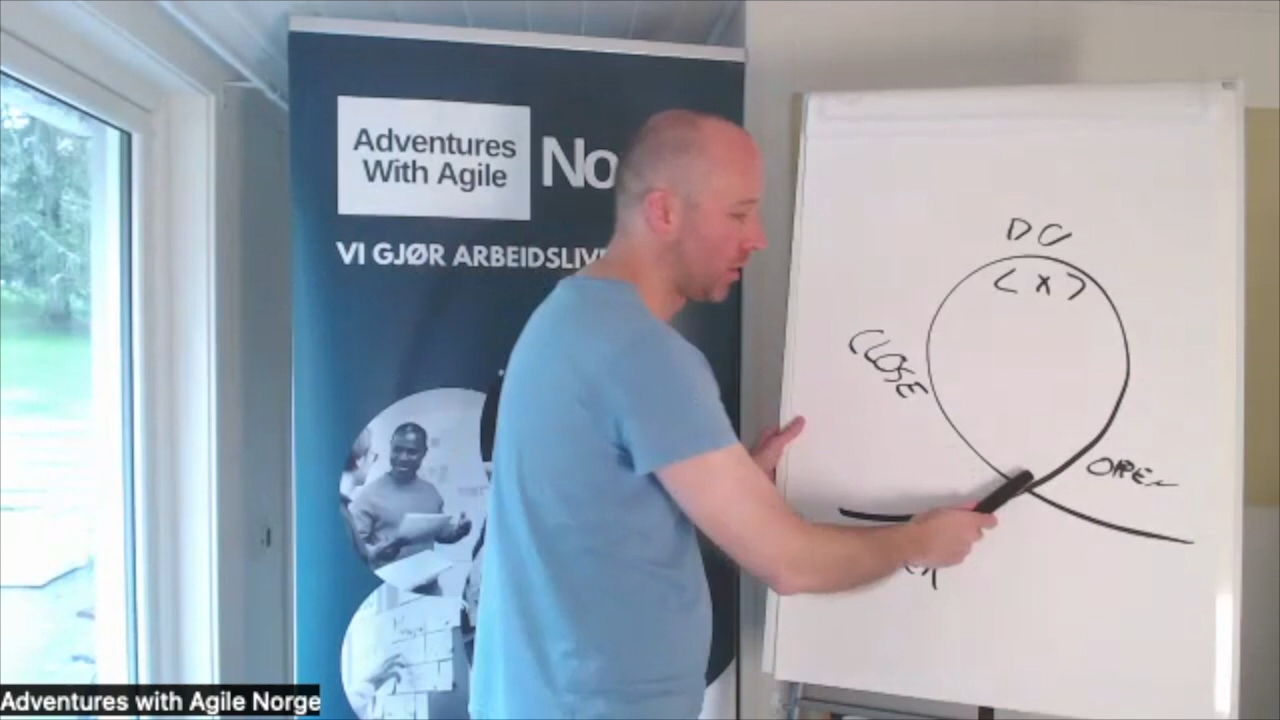 Adventures
With Agile
No
VI GJØR ARBEIDSLIV
DC
< X >
CLOSE
OPEN
Adventures with Agile Norge